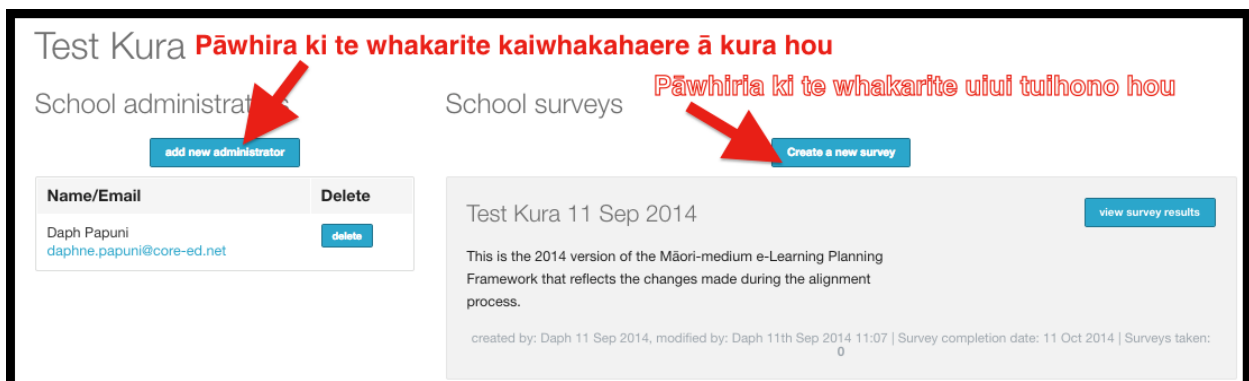 Test Kura Pāwhira ki te whakarite kaiwhakahaere ā kura hou
School administrators
add new administrator
Name/Email Delete
Daph Papuni delete
daphne.papuni@core-ed.net
Pāwhiria ki te whakarite uiui tuihono hou
School surveys
Create a new survey
Test Kura 11 Sep 2014 view survey results
This is the 2014 version of the Māori-medium e-Learning Planning
Framework that reflects the changes made during the alignment
process.
created by: Daph 11 Sep 2014, modified by: Daph 11th Sep 2014 11:07 | Survey completion date: 11 Oct 2014 | Surveys taken:
0